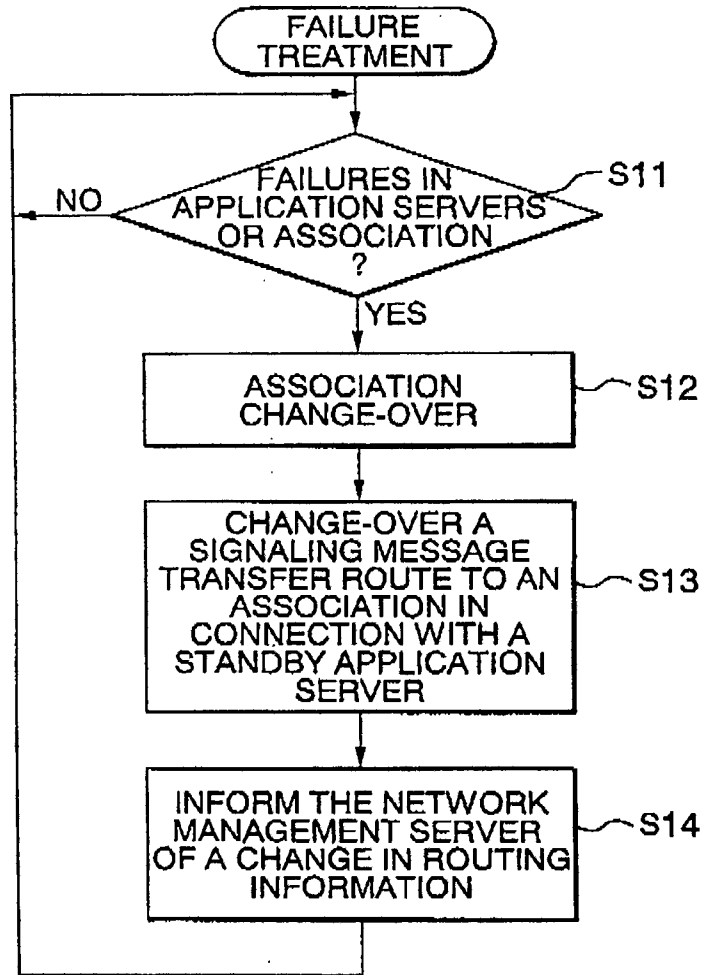 FAILURE
TREATMENT
FAILURES IN
APPLICATION SERVERS
OR ASSOCIATION
?
S11
NO
YES
ASSOCIATION
CHANGE-OVER
S12
CHANGE-OVER A
SIGNALING MESSAGE
TRANSFER ROUTE TO AN
ASSOCIATION IN
CONNECTION WITH A
STANDBY APPLICATION
SERVER
S13
INFORM THE NETWORK
MANAGEMENT SERVER
OF A CHANGE IN ROUTING
INFORMATION
S14